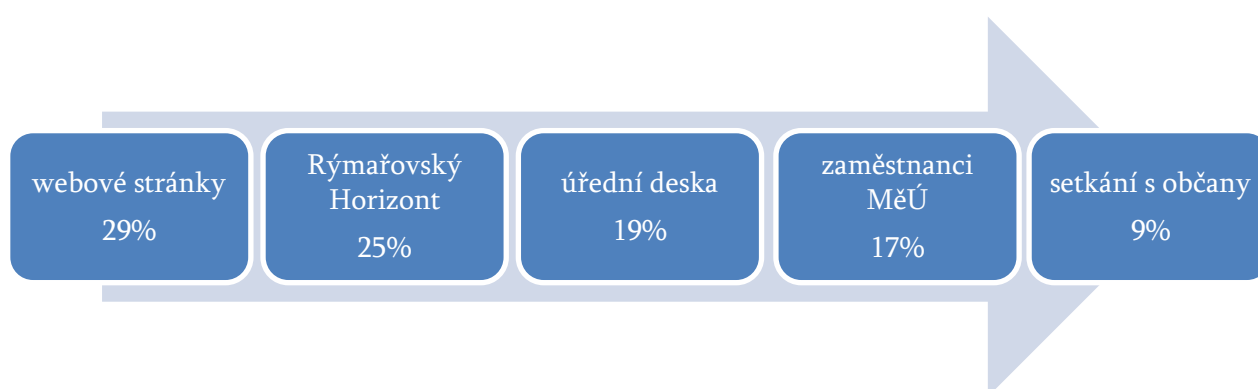 webové stránky
29%
Rýmařovský
Horizont
25%
úřední deska
19%
zaměstnanci
MěÚ
17%
setkání s občany
9%